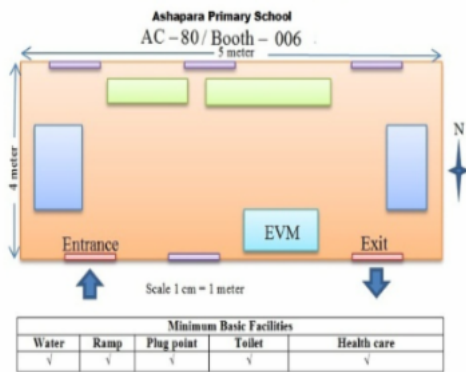 Ashapara Primary School
AC - 80 / Booth - 006
5 meter
4 meter
N
EVM
Entrance
Exit
Scale 1 cm = 1 meter
Minimum Basic Facilities
Water Ramp Plug point Toilet Health care
√ √ √ √ √